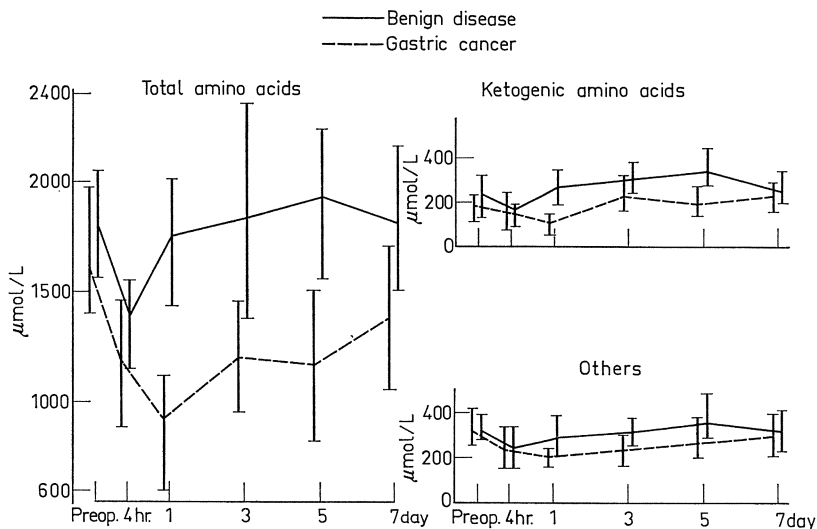 Benign disease
Gastric cancer
Total amino acids
2400
2000
1500
1000
600
μmol/L
Preop. 4hr. 1 3 5 7day
Ketogenic amino acids
400
200
0
μmol/L
Others
400
200
0
μmol/L
Preop. 4hr. 1 3 5 7day